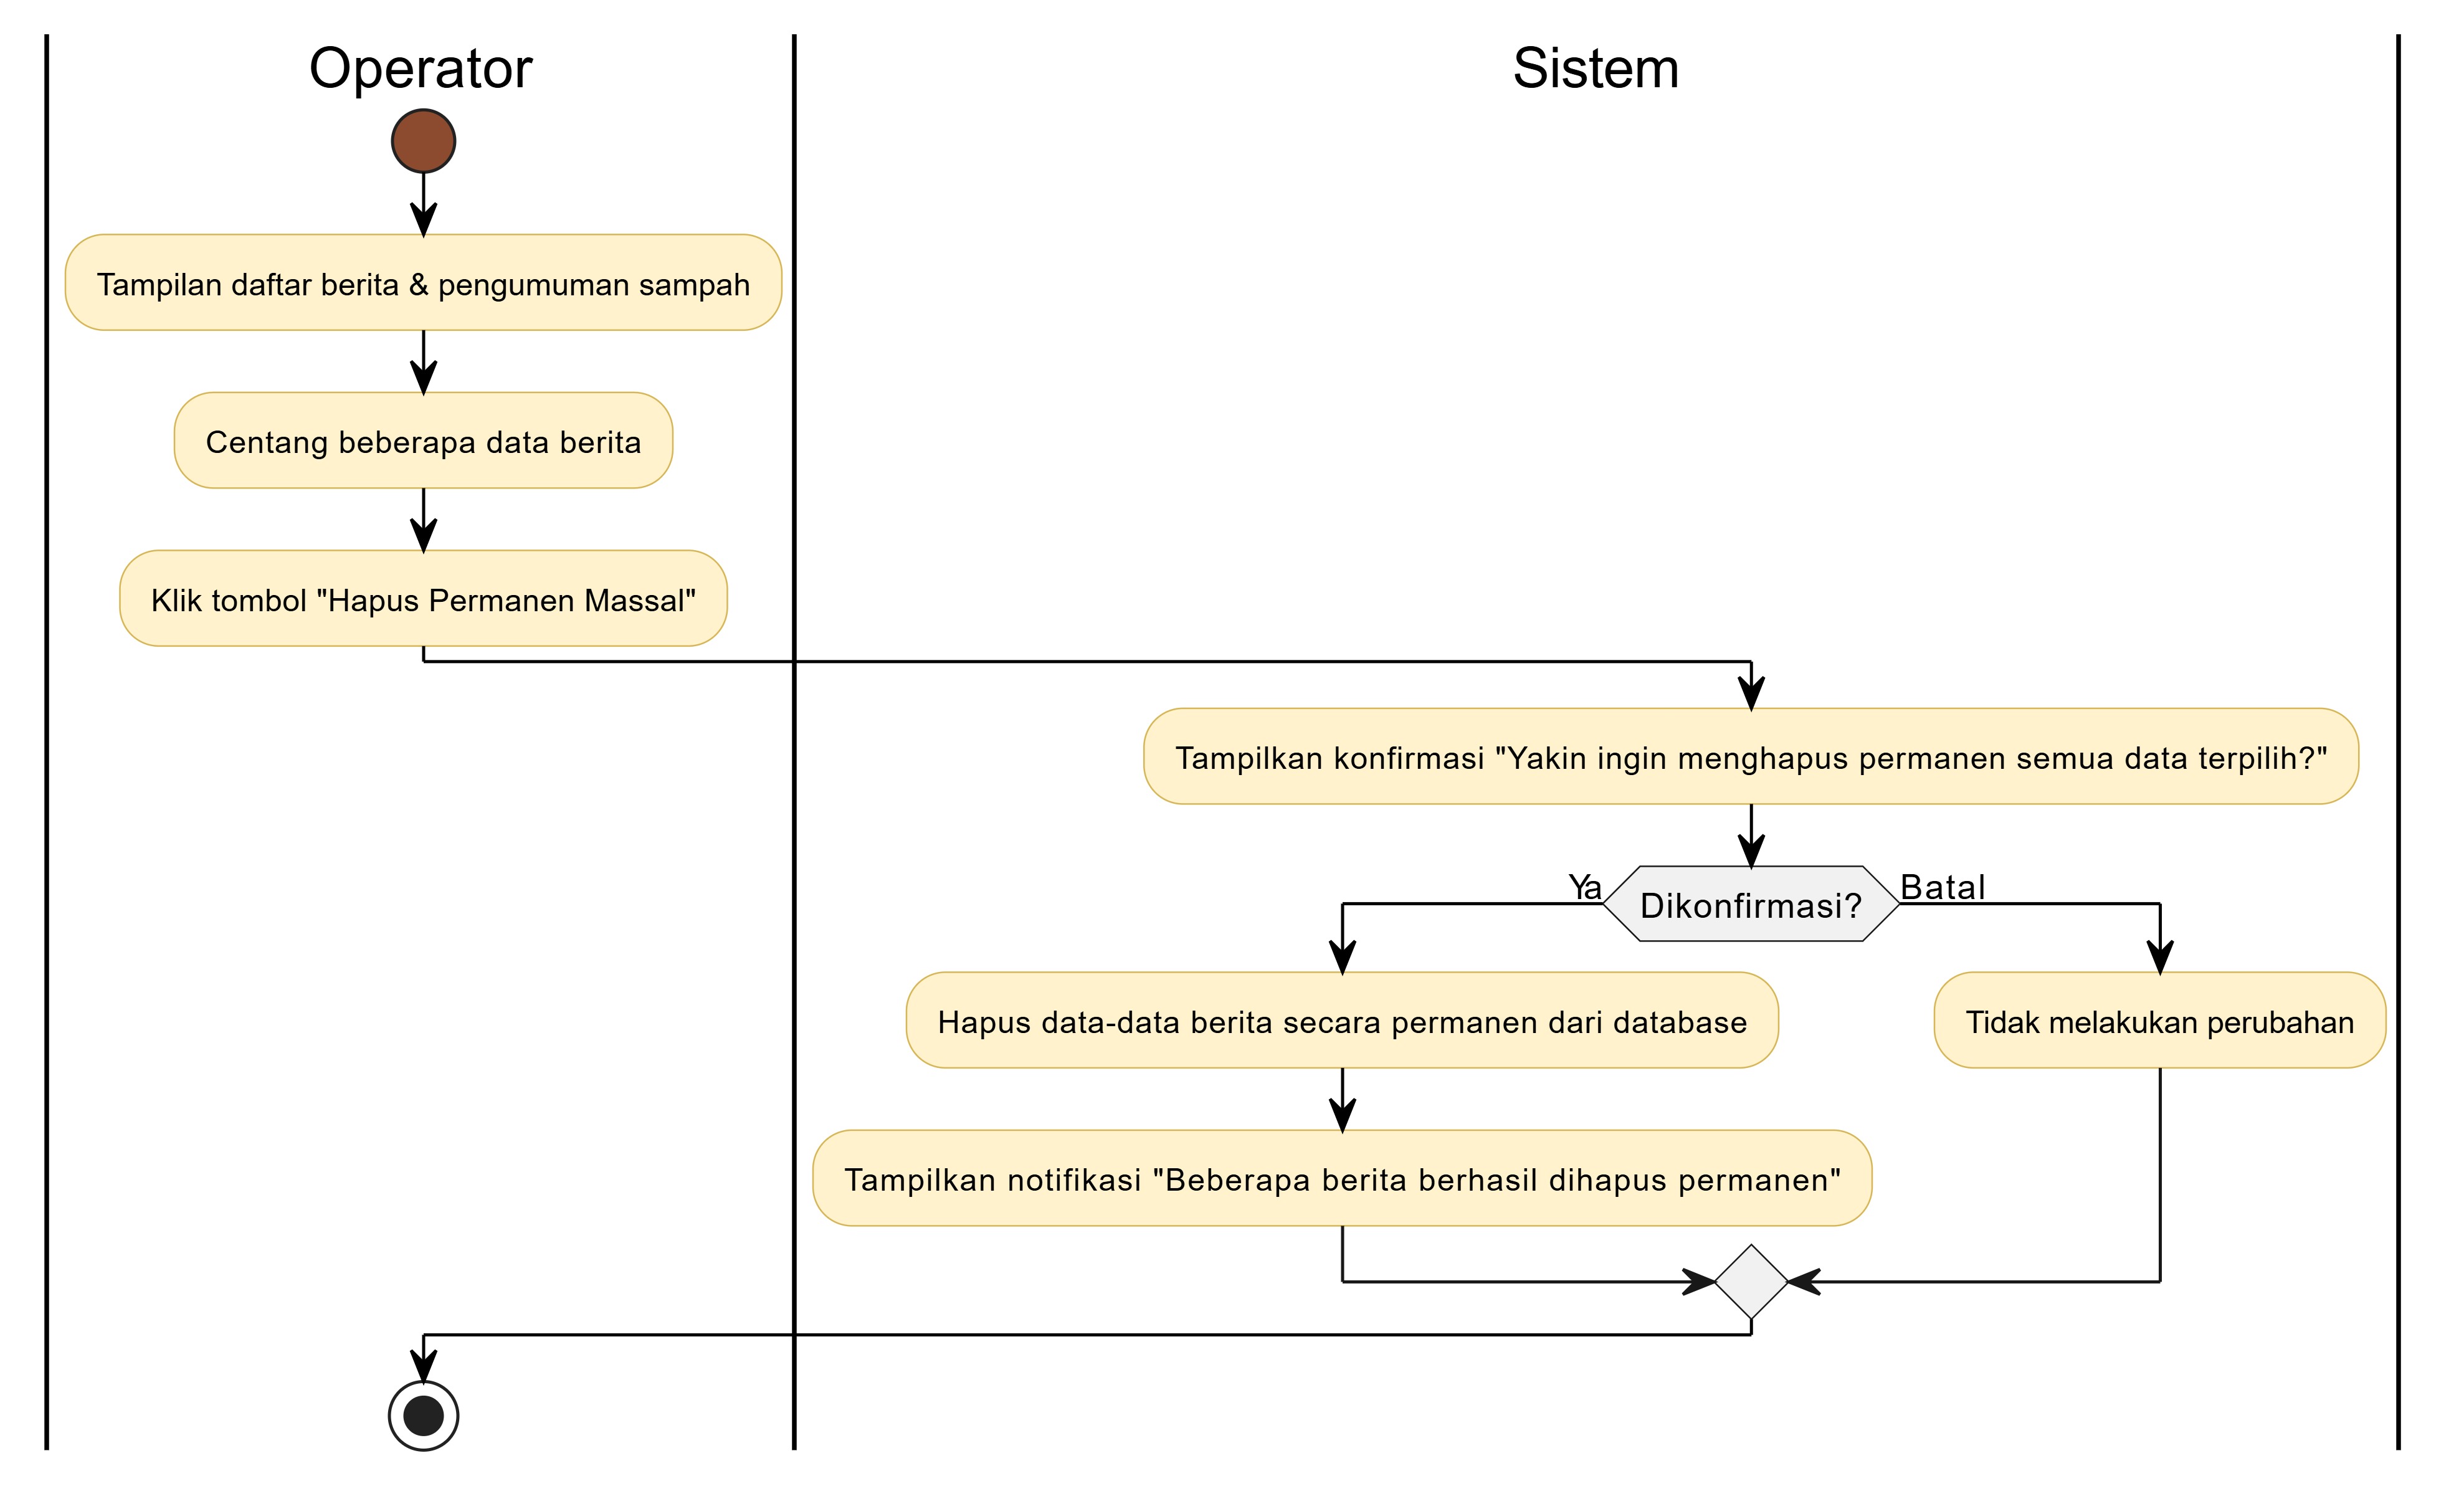 Operator
Sistem
Tampilan daftar berita & pengumuman sampah
Centang beberapa data berita
Klik tombol "Hapus Permanen Massal"
Tampilkan konfirmasi "Yakin ingin menghapus permanen semua data terpilih?"
Ya
Dikonfirmasi?
Batal
Hapus data-data berita secara permanen dari database
Tidak melakukan perubahan
Tampilkan notifikasi "Beberapa berita berhasil dihapus permanen"